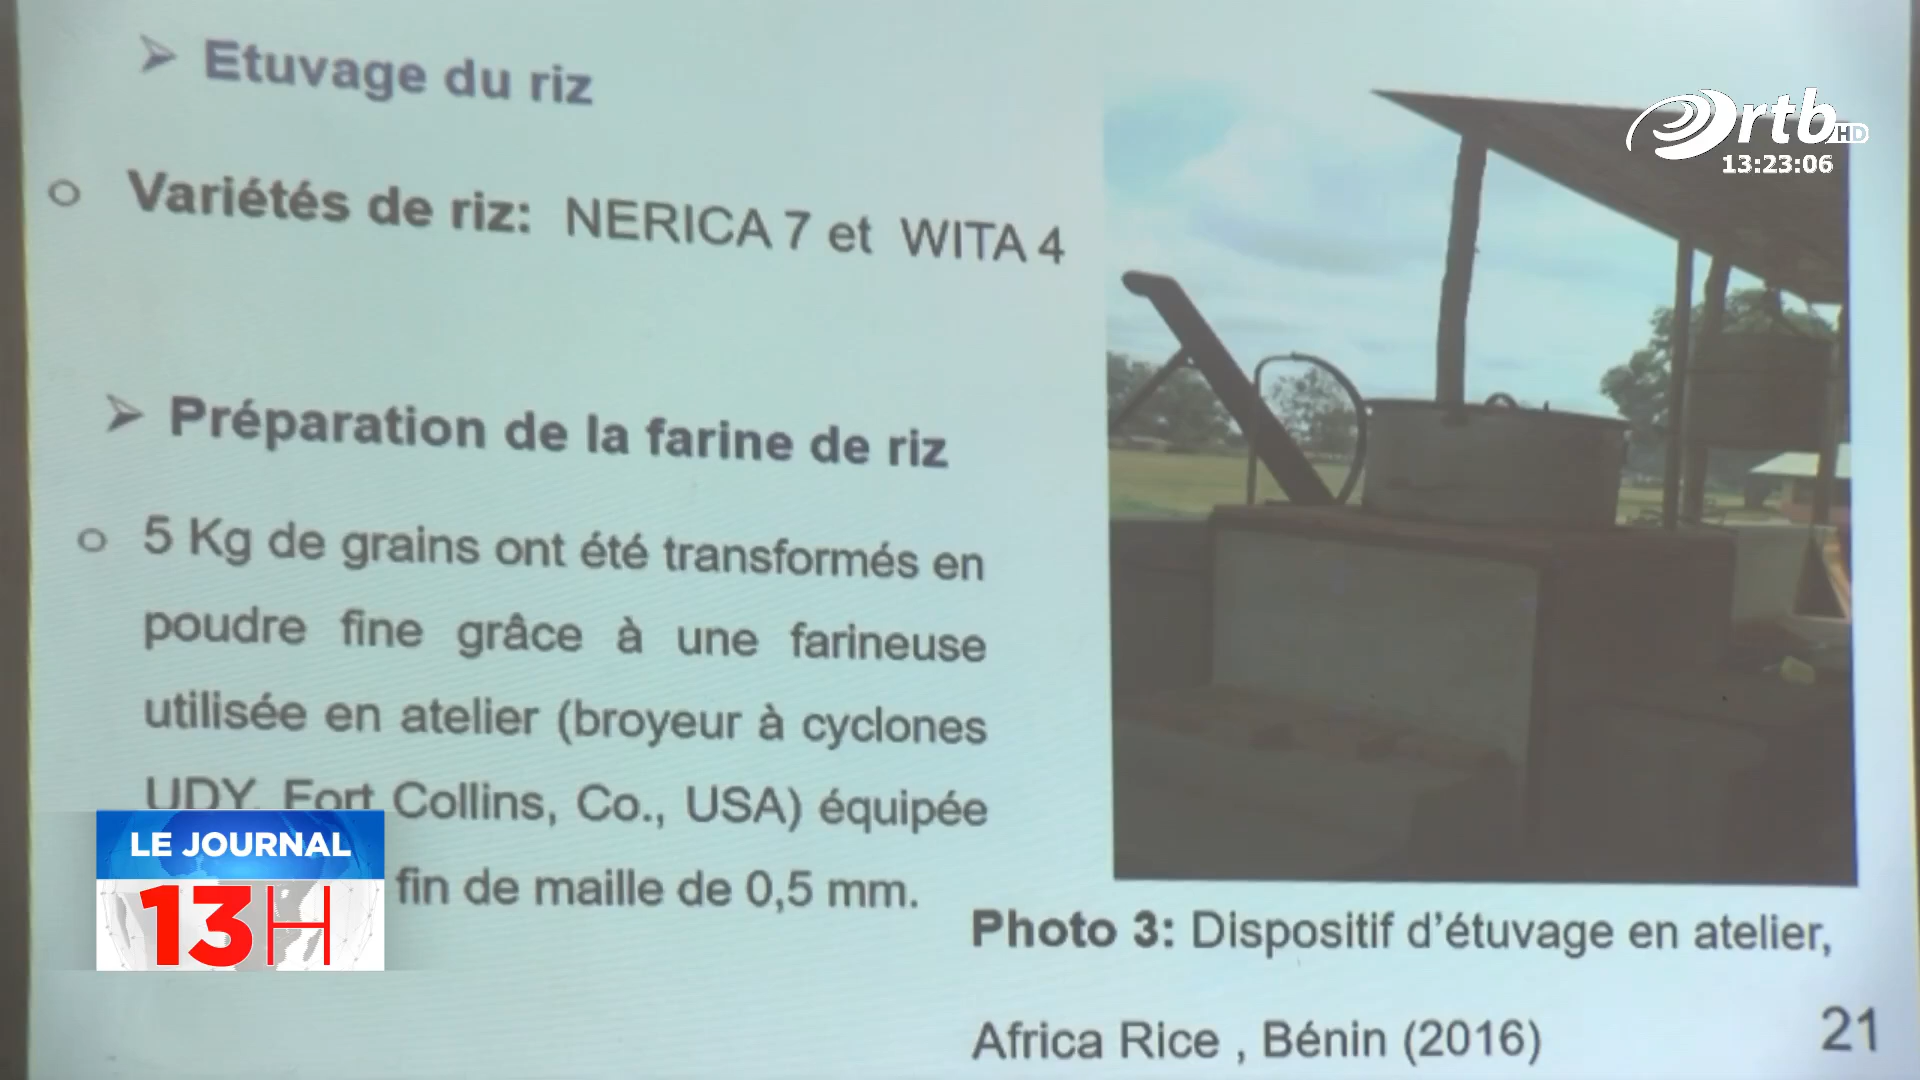 Etuvage du riz
Variétés de riz: NERICA 7 et WITA 4
Préparation de la farine de riz
5 Kg de grains ont été transformés en
poudre fine grâce à une farineuse
utilisée en atelier (broyeur à cyclones
UDY, Fort Collins, Co., USA) équipée
fin de maille de 0,5 mm.
Photo 3: Dispositif d'étuvage en atelier,
Africa Rice , Bénin (2016)
21
rtb HD
13:23:06
LE JOURNAL
13H